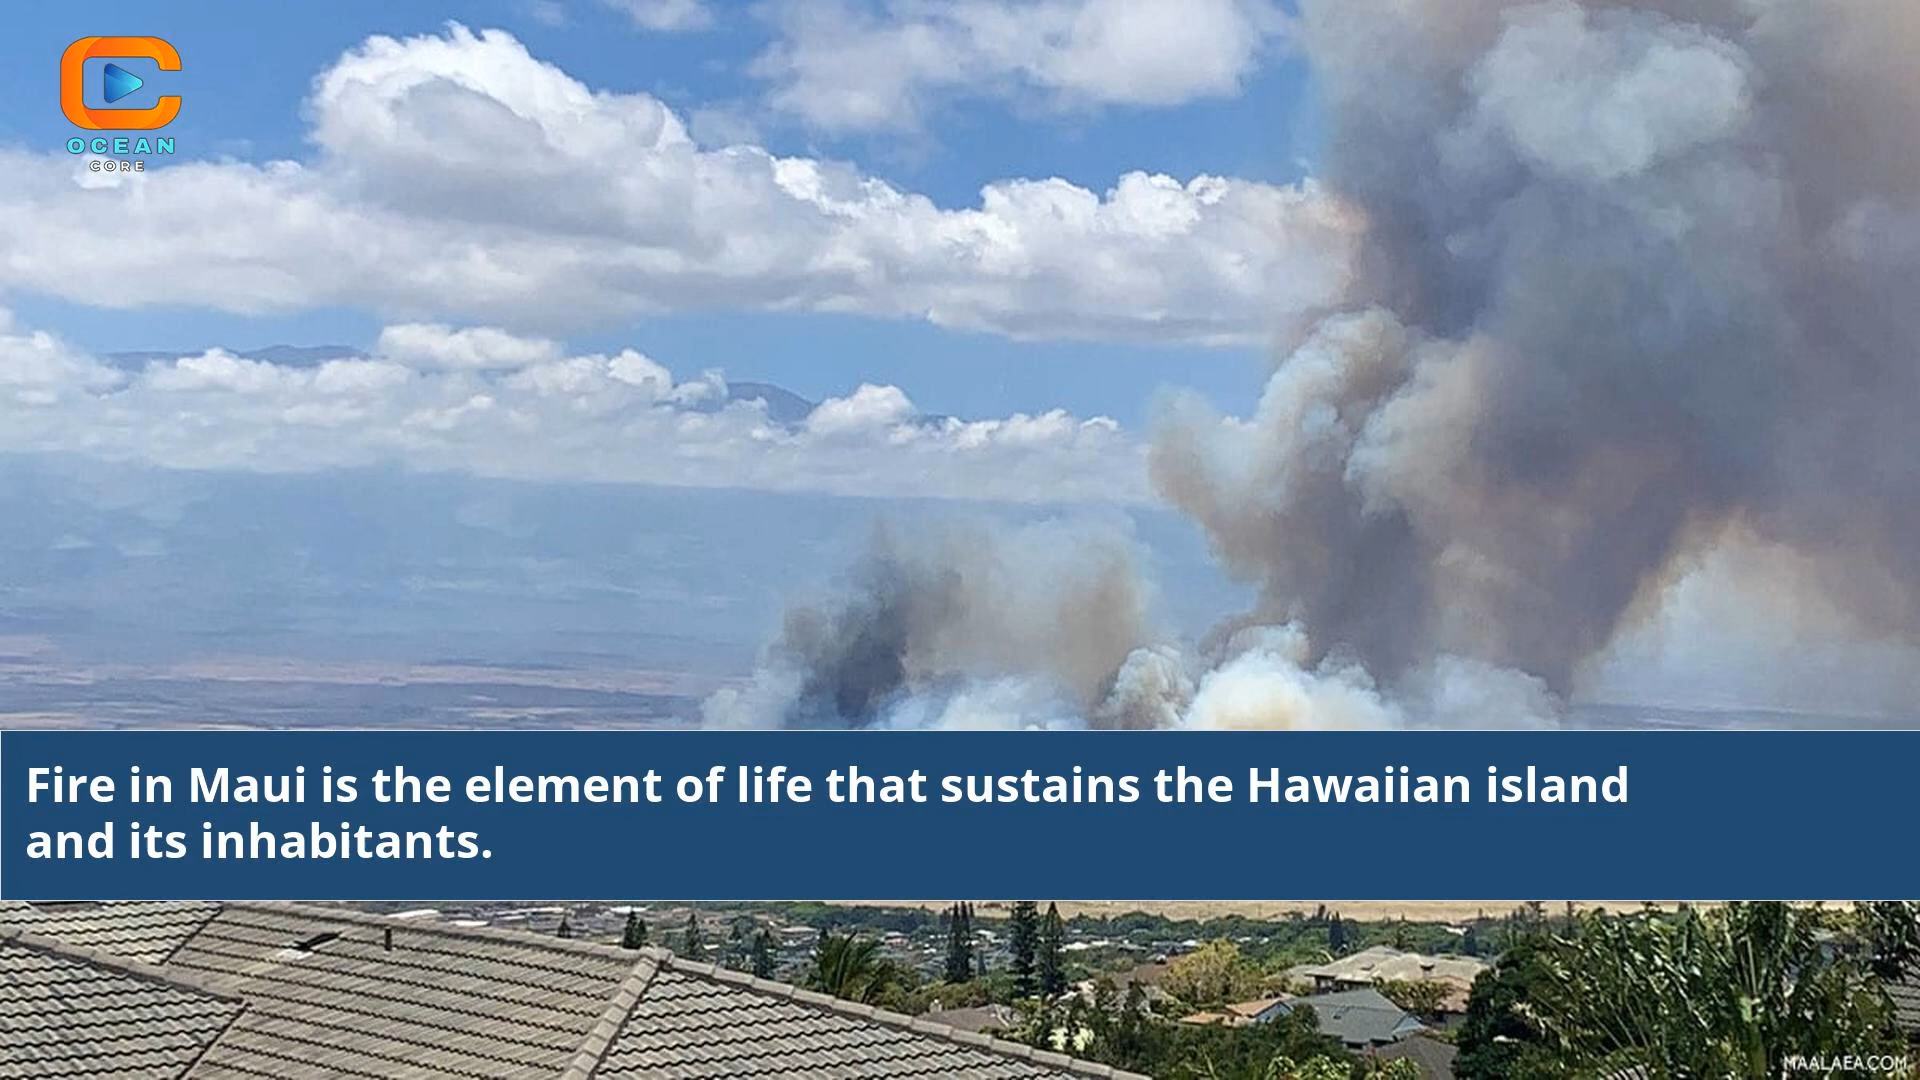 OCEAN
CORE
Fire in Maui is the element of life that sustains the Hawaiian island
and its inhabitants.
MAALAEA.COM